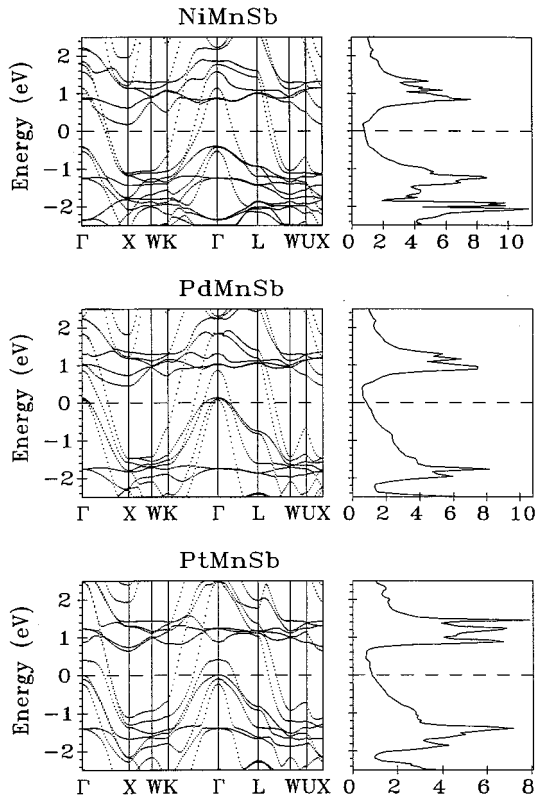 NiMnSb
Energy (eV)
2
1
0
-1
-2
Γ X WK Γ L WUX
0 2 4 6 8 10
PdMnSb
Energy (eV)
2
1
0
-1
-2
Γ X WK Γ L WUX
0 2 4 6 8 10
PtMnSb
Energy (eV)
2
1
0
-1
-2
Γ X WK Γ L WUX
0 2 4 6 8